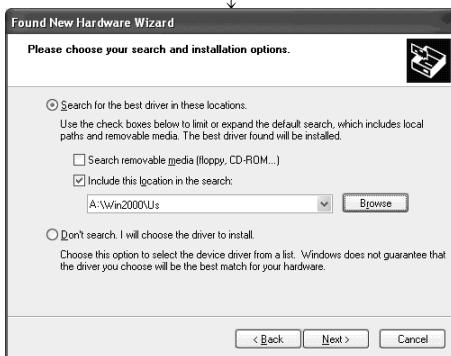 Found New Hardware Wizard
Please choose your search and installation options.
Search for the best driver in these locations.
Use the check boxes below to limit or expand the default search, which includes local
paths and removable media. The best driver found will be installed.
Search removable media (floppy, CD-ROM...)
Include this location in the search:
A:\Win2000\Us
Browse
Don't search. I will choose the driver to install.
Choose this option to select the device driver from a list. Windows does not guarantee that
the driver you choose will be the best match for your hardware.
< Back
Next >
Cancel